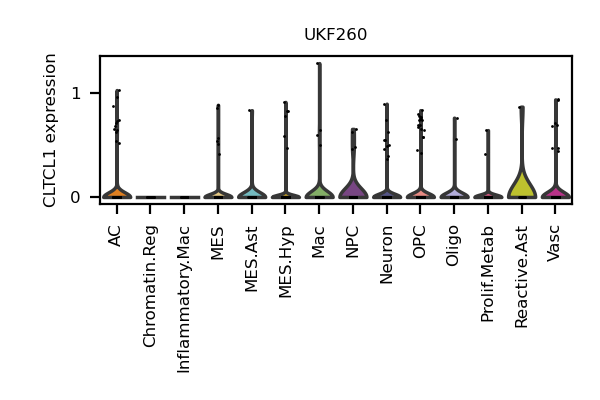 UKF260
CLTCL1 expression
1
0
AC
Chromatin.Reg
Inflammatory.Mac
MES
MES.Ast
MES.Hyp
Mac
NPC
Neuron
OPC
Oligo
Prolif.Metab
Reactive.Ast
Vasc